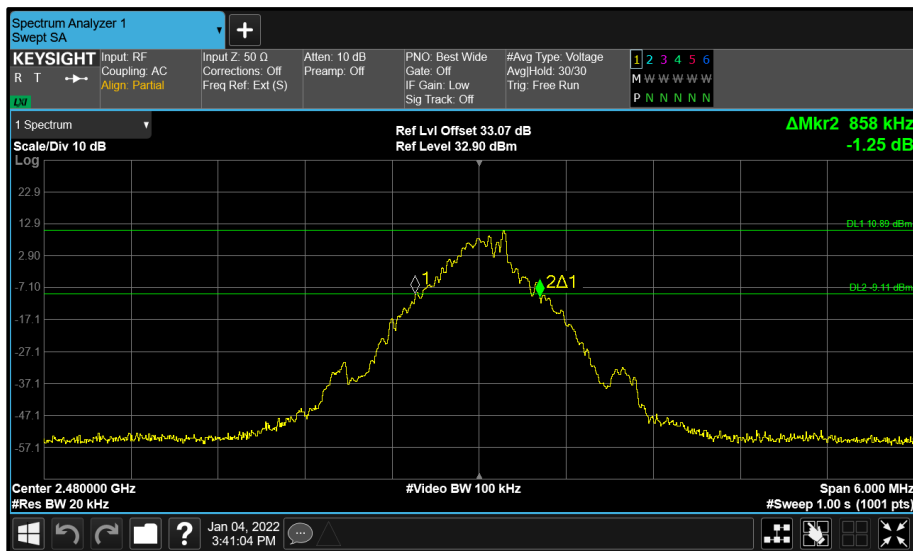 Spectrum Analyzer 1
Swept SA
+
KEYSIGHT
R T
LXI
Input: RF
Coupling: AC
Align: Partial
Input Z: 50 Ω
Corrections: Off
Freq Ref: Ext (S)
Atten: 10 dB
Preamp: Off
PNO: Best Wide
Gate: Off
IF Gain: Low
Sig Track: Off
#Avg Type: Voltage
Avg|Hold: 30/30
Trig: Free Run
1 2 3 4 5 6
M W W W W W
P N N N N N
1 Spectrum
Scale/Div 10 dB
Ref Lvl Offset 33.07 dB
Ref Level 32.90 dBm
ΔMkr2 858 kHz
-1.25 dB
Log
22.9
12.9
DL1 10.89 dBm
2.90
-7.10
1
2Δ1
DL2 -9.11 dBm
-17.1
-27.1
-37.1
-47.1
-57.1
Center 2.480000 GHz
#Video BW 100 kHz
Span 6.000 MHz
#Res BW 20 kHz
#Sweep 1.00 s (1001 pts)
?
Jan 04, 2022
3:41:04 PM